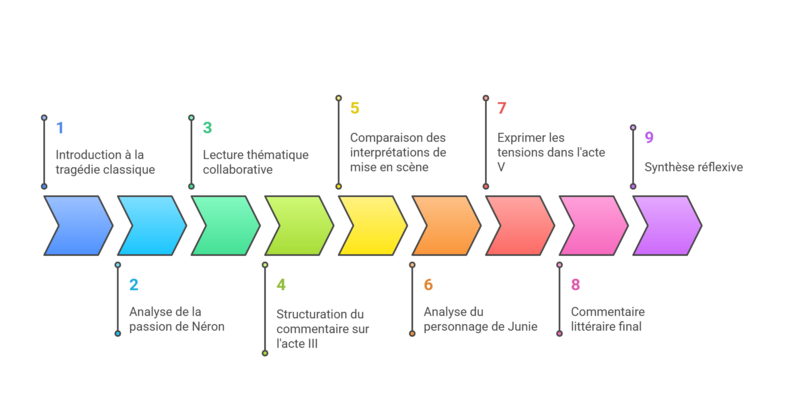 1
Introduction à la
tragédie classique
2
Analyse de la
passion de Néron
3
Lecture thématique
collaborative
4
Structuration du
commentaire sur
l'acte III
5
Comparaison des
interprétations de
mise en scène
6
Analyse du
personnage de Junie
7
Exprimer les
tensions dans l'acte
V
8
Commentaire
littéraire final
9
Synthèse réflexive